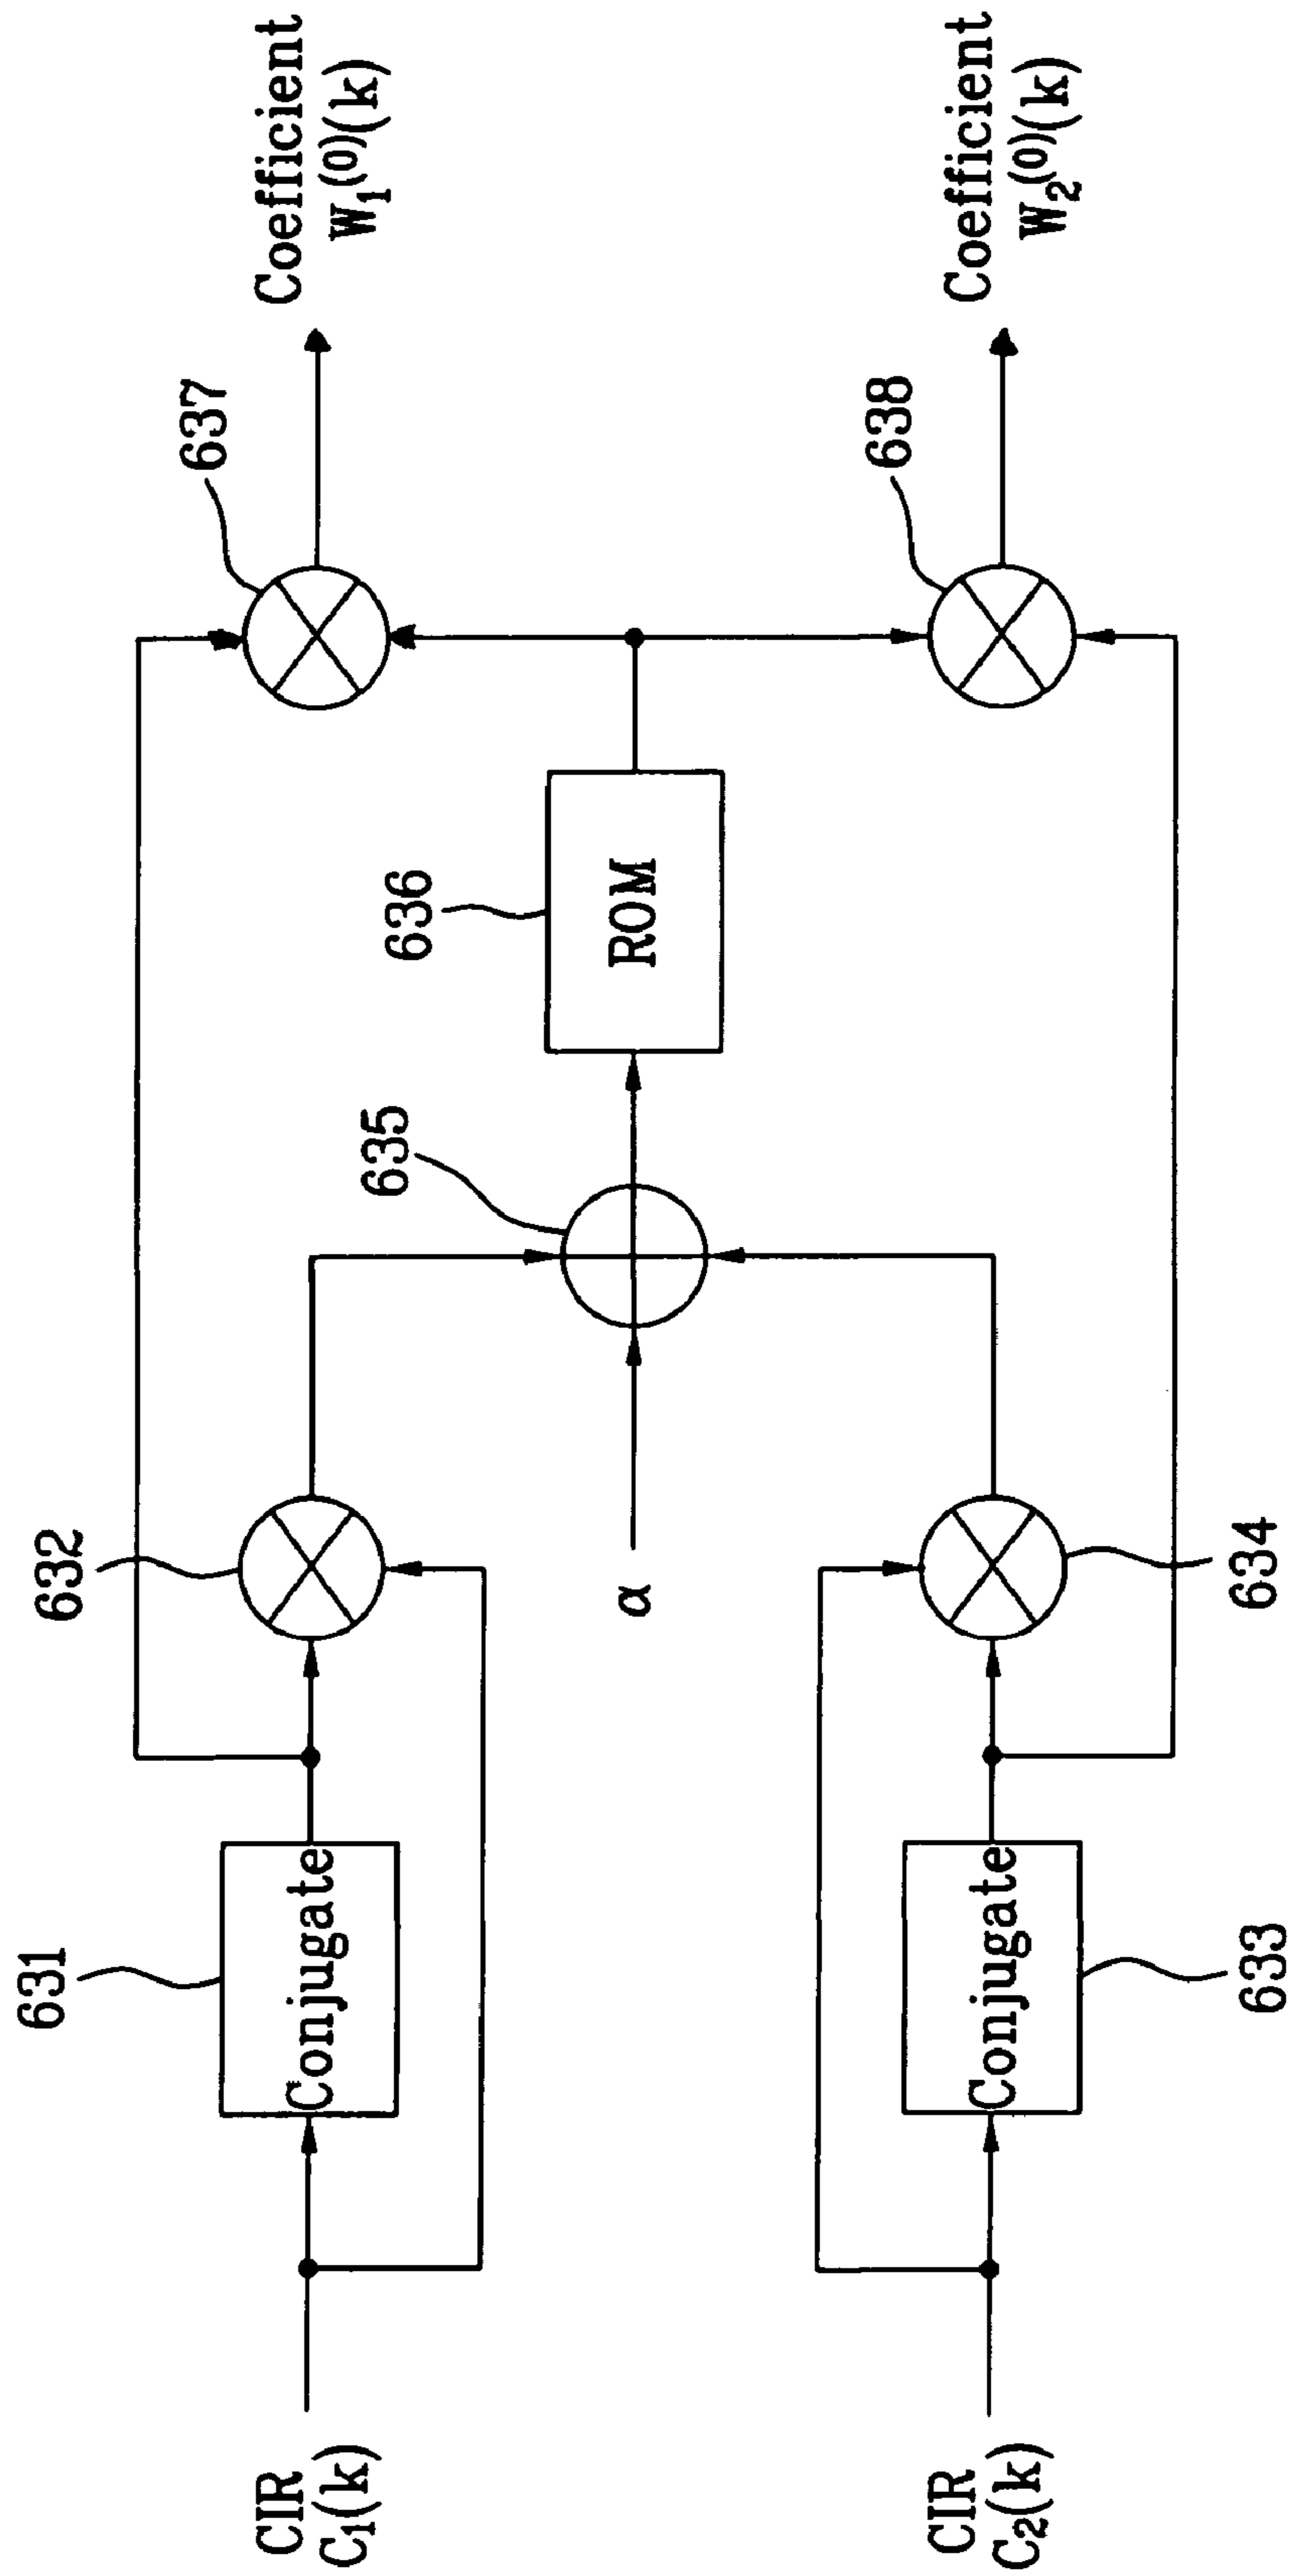 631
632
637
Coefficient
W₁⁽⁰⁾(k)
CIR
C₁(k)
Conjugate
635
636
α
ROM
638
Coefficient
W₂⁽⁰⁾(k)
CIR
C₂(k)
Conjugate
633
634